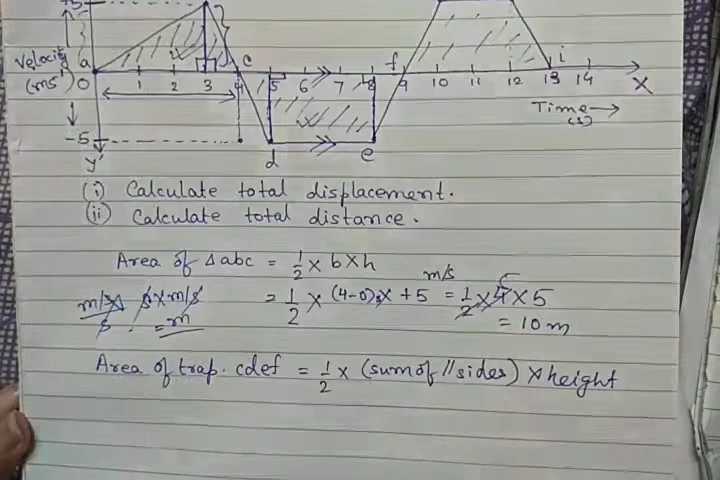 +5
Velocity
(ms⁻¹)
a c f i
0 1 2 3 4 5 6 7 8 9 10 11 12 13 14 X
Time→
(s)
-5
y' d e
(i) Calculate total displacement.
(ii) Calculate total distance.
Area of Δabc = 1/2 × b × h
= 1/2 × (4-0)s × +5 m/s = 1/2 × 4 × 5
s × m/s
= m
= 10 m
Area of trap. cdef = 1/2 × (sum of // sides) × height